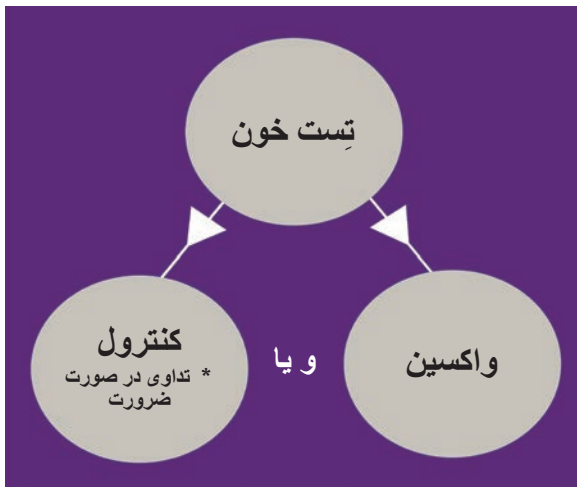 تِست خون
واکسین
و یا
کنترول
* تداوی در صورت
ضرورت